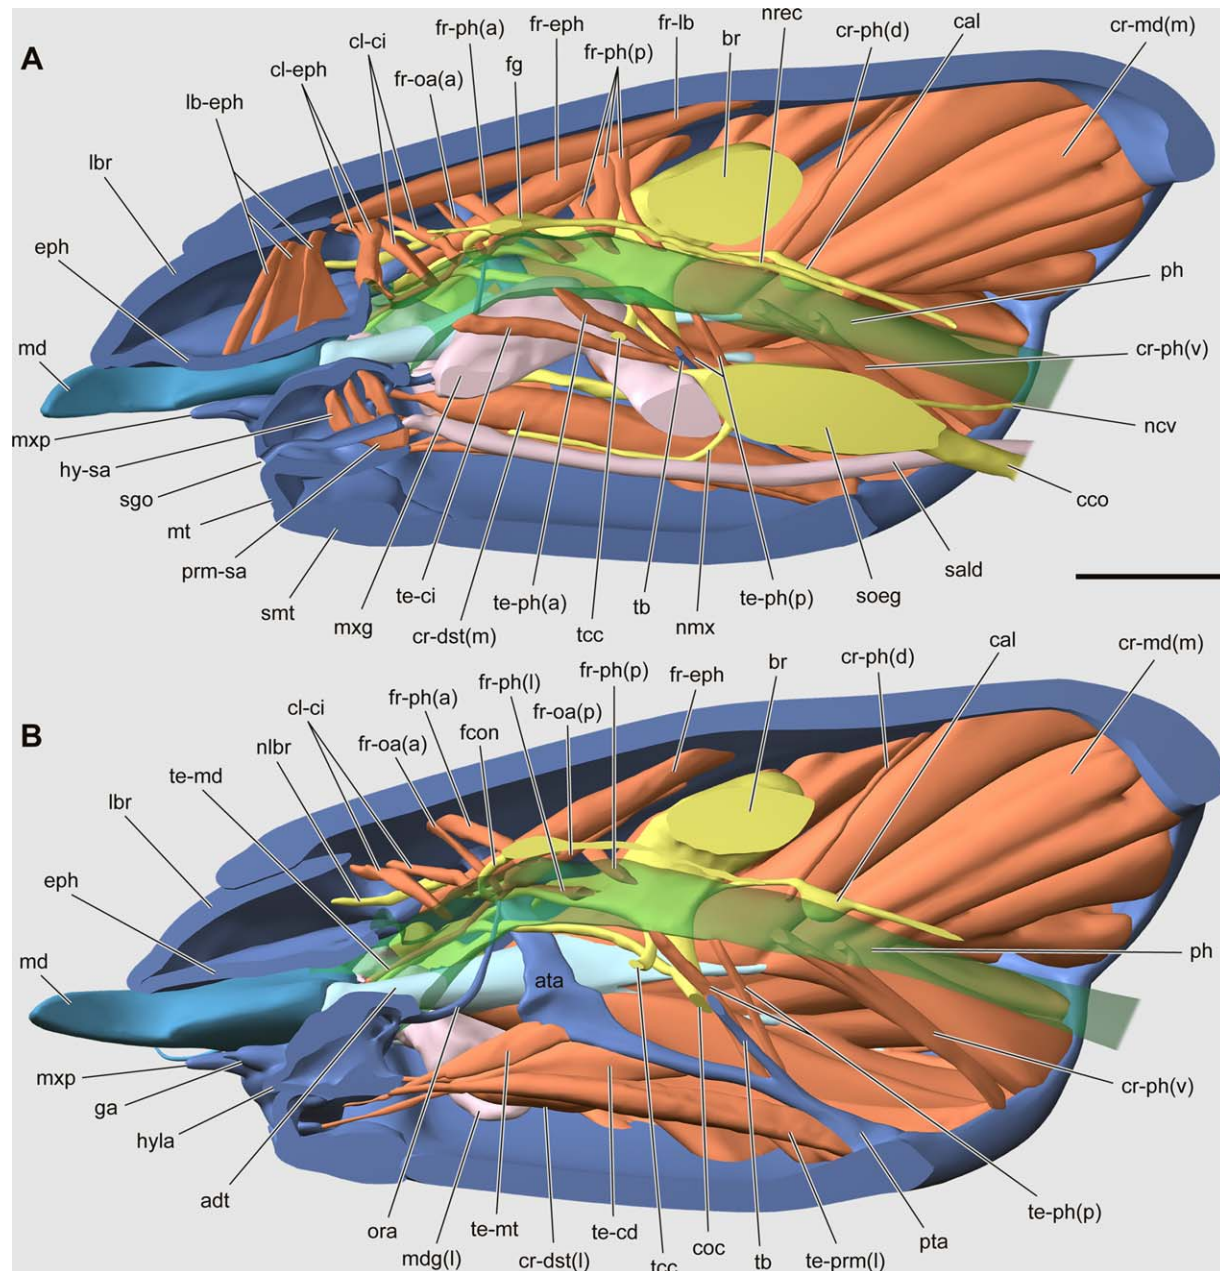 A
lb-eph
cl-eph
cl-ci
fr-oa(a)
fr-ph(a)
fg
fr-eph
fr-ph(p)
fr-lb
br
nrec
cr-ph(d)
cal
cr-md(m)
lbr
eph
md
mxp
hy-sa
sgo
mt
prm-sa
smt
mxg
te-ci
cr-dst(m)
te-ph(a)
tcc
tb
nmx
te-ph(p)
soeg
sald
cco
ncv
cr-ph(v)
ph
B
lbr
te-md
nlbr
cl-ci
fr-oa(a)
fr-ph(a)
fcon
fr-ph(l)
fr-oa(p)
fr-ph(p)
fr-eph
br
cr-ph(d)
cal
cr-md(m)
eph
md
ata
ph
mxp
ga
hyla
adt
ora
mdg(l)
te-mt
cr-dst(l)
te-cd
tcc
coc
tb
te-prm(l)
pta
te-ph(p)
cr-ph(v)